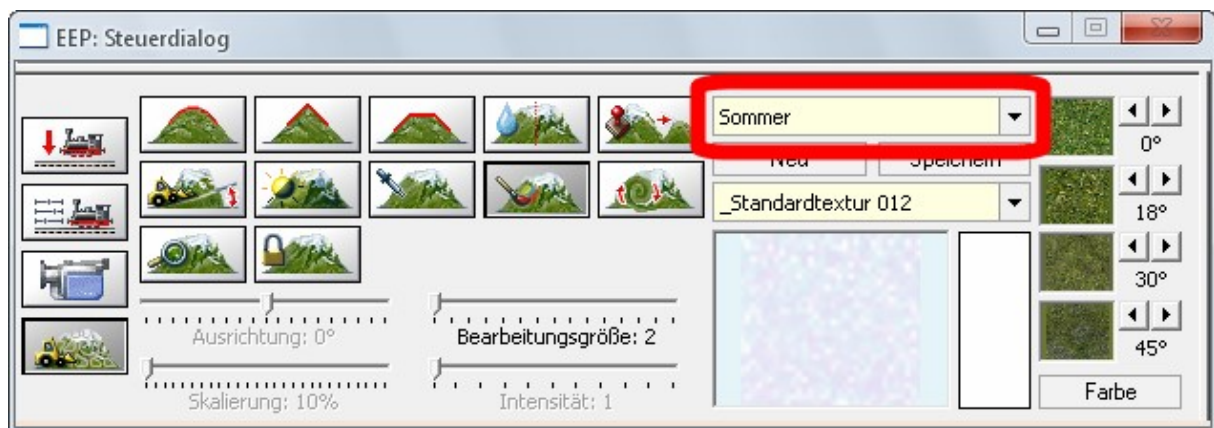 EEP: Steuerdialog
Sommer
Neu Speichern
_Standardtextur 012
0°
18°
30°
45°
Ausrichtung: 0°
Bearbeitungsgröße: 2
Skalierung: 10%
Intensität: 1
Farbe